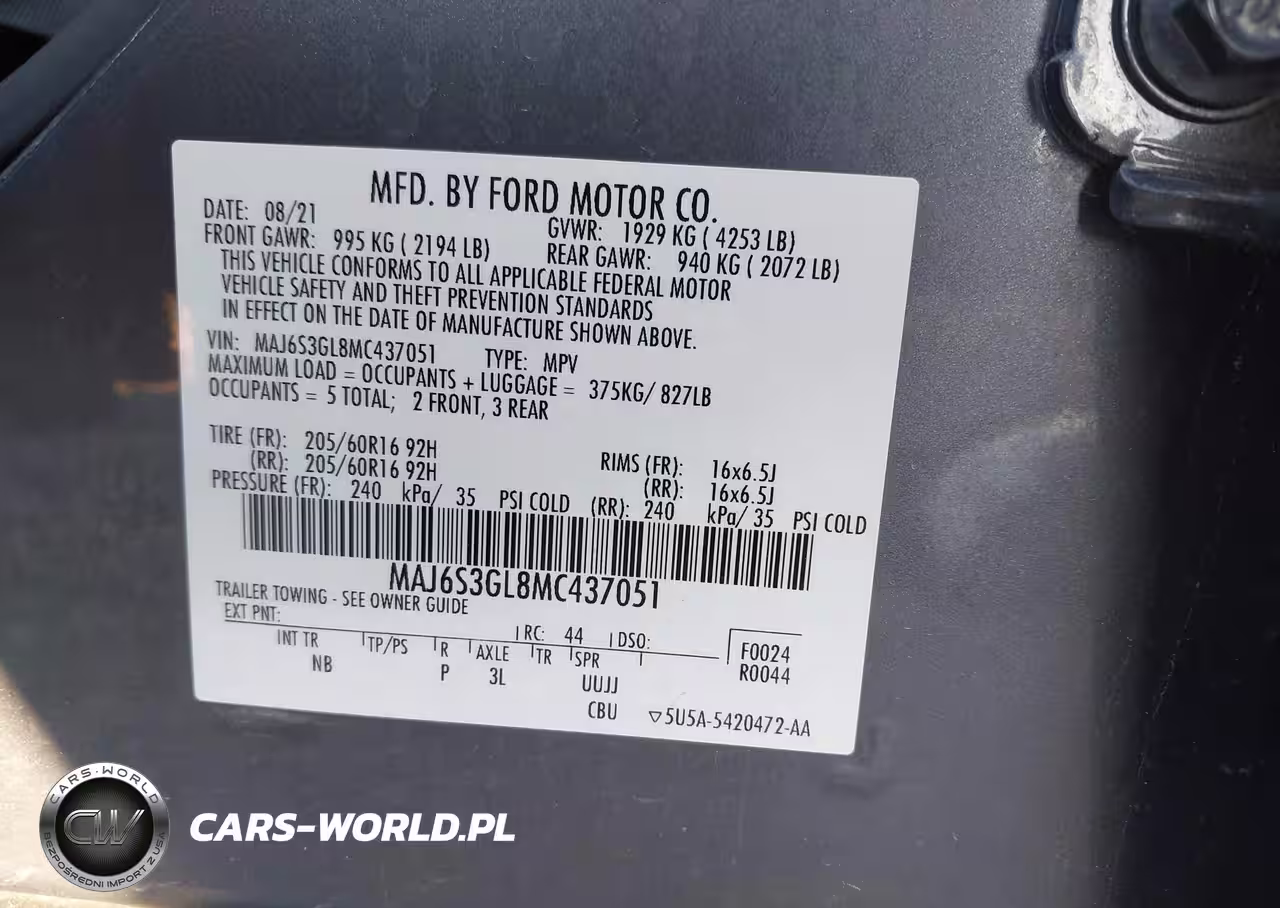 MFD. BY FORD MOTOR CO.
DATE: 08/21 GVWR: 1929 KG ( 4253 LB)
FRONT GAWR: 995 KG ( 2194 LB) REAR GAWR: 940 KG ( 2072 LB)
THIS VEHICLE CONFORMS TO ALL APPLICABLE FEDERAL MOTOR
VEHICLE SAFETY AND THEFT PREVENTION STANDARDS
IN EFFECT ON THE DATE OF MANUFACTURE SHOWN ABOVE.
VIN: MAJ6S3GL8MC437051 TYPE: MPV
MAXIMUM LOAD = OCCUPANTS + LUGGAGE = 375KG/ 827LB
OCCUPANTS = 5 TOTAL; 2 FRONT, 3 REAR
TIRE (FR): 205/60R16 92H RIMS (FR): 16x6.5J
(RR): 205/60R16 92H (RR): 16x6.5J
PRESSURE (FR): 240 kPa/ 35 PSI COLD (RR): 240 kPa/ 35 PSI COLD
MAJ6S3GL8MC437051
TRAILER TOWING - SEE OWNER GUIDE
EXT PNT: RC: 44 DSO: F0024
INT TR TP/PS R AXLE TR SPR R0044
NB P 3L UUJJ
CBU ▽5U5A-5420472-AA
CARS-WORLD
CW
BEZPOŚREDNI IMPORT Z USA
CARS-WORLD.PL